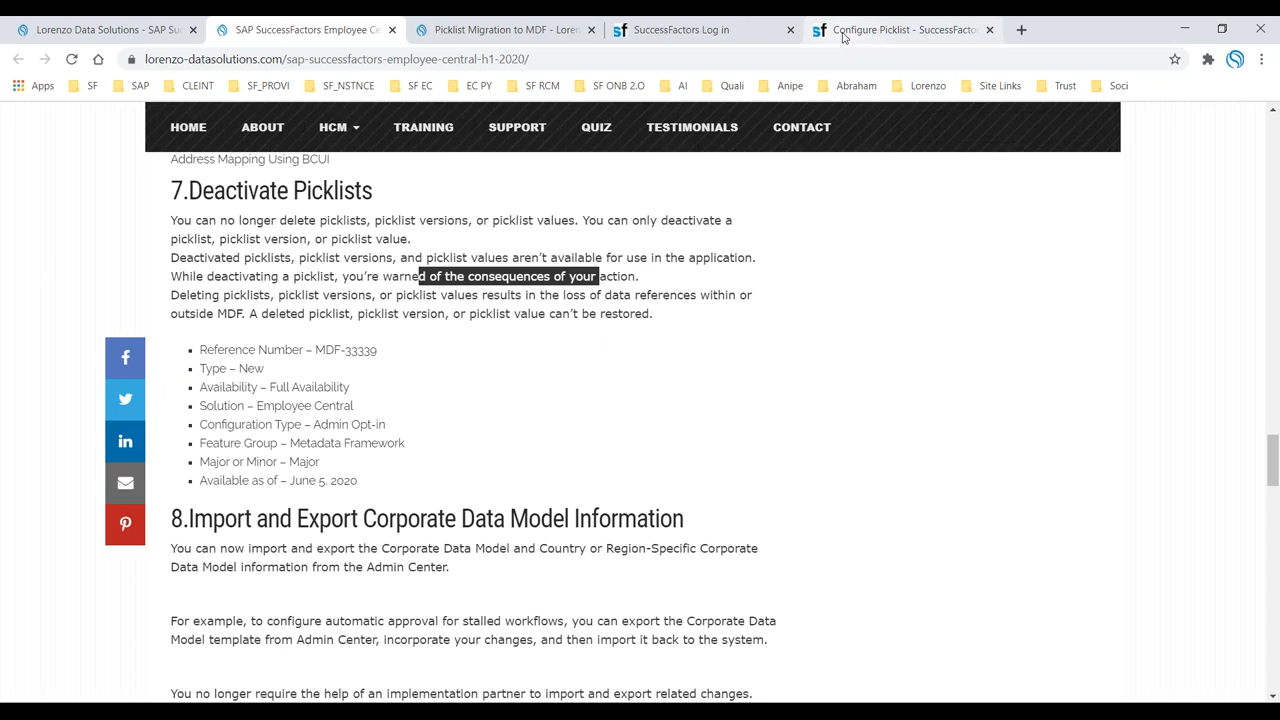 Lorenzo Data Solutions - SAP Su
SAP SuccessFactors Employee Ce
Picklist Migration to MDF - Loren
SuccessFactors Log in
Configure Picklist - SuccessFactor
lorenzo-datasolutions.com/sap-successfactors-employee-central-h1-2020/
Apps SF SAP CLEINT SF_PROVI SF_NSTNCE SF EC EC PY SF RCM SF ONB 2.O AI Quali Anipe Abraham Lorenzo Site Links Trust Soci
HOME ABOUT HCM TRAINING SUPPORT QUIZ TESTIMONIALS CONTACT
Address Mapping Using BCUI
7.Deactivate Picklists
You can no longer delete picklists, picklist versions, or picklist values. You can only deactivate a
picklist, picklist version, or picklist value.
Deactivated picklists, picklist versions, and picklist values aren't available for use in the application.
While deactivating a picklist, you're warned of the consequences of your action.
Deleting picklists, picklist versions, or picklist values results in the loss of data references within or
outside MDF. A deleted picklist, picklist version, or picklist value can't be restored.
Reference Number – MDF-33339
Type – New
Availability – Full Availability
Solution – Employee Central
Configuration Type – Admin Opt-in
Feature Group – Metadata Framework
Major or Minor – Major
Available as of – June 5, 2020
8.Import and Export Corporate Data Model Information
You can now import and export the Corporate Data Model and Country or Region-Specific Corporate
Data Model information from the Admin Center.
For example, to configure automatic approval for stalled workflows, you can export the Corporate Data
Model template from Admin Center, incorporate your changes, and then import it back to the system.
You no longer require the help of an implementation partner to import and export related changes.